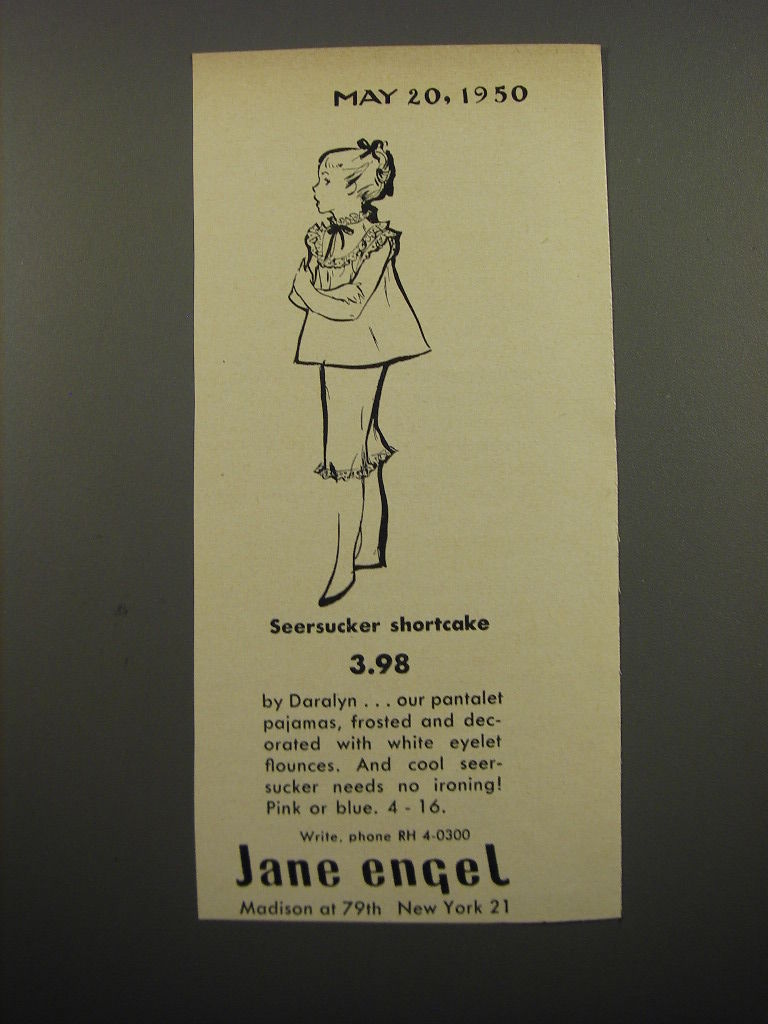 MAY 20, 1950
Seersucker shortcake
3.98
by Daralyn . . . our pantalet
pajamas, frosted and dec-
orated with white eyelet
flounces. And cool seer-
sucker needs no ironing!
Pink or blue. 4 - 16.
Write, phone RH 4-0300
Jane engel
Madison at 79th New York 21